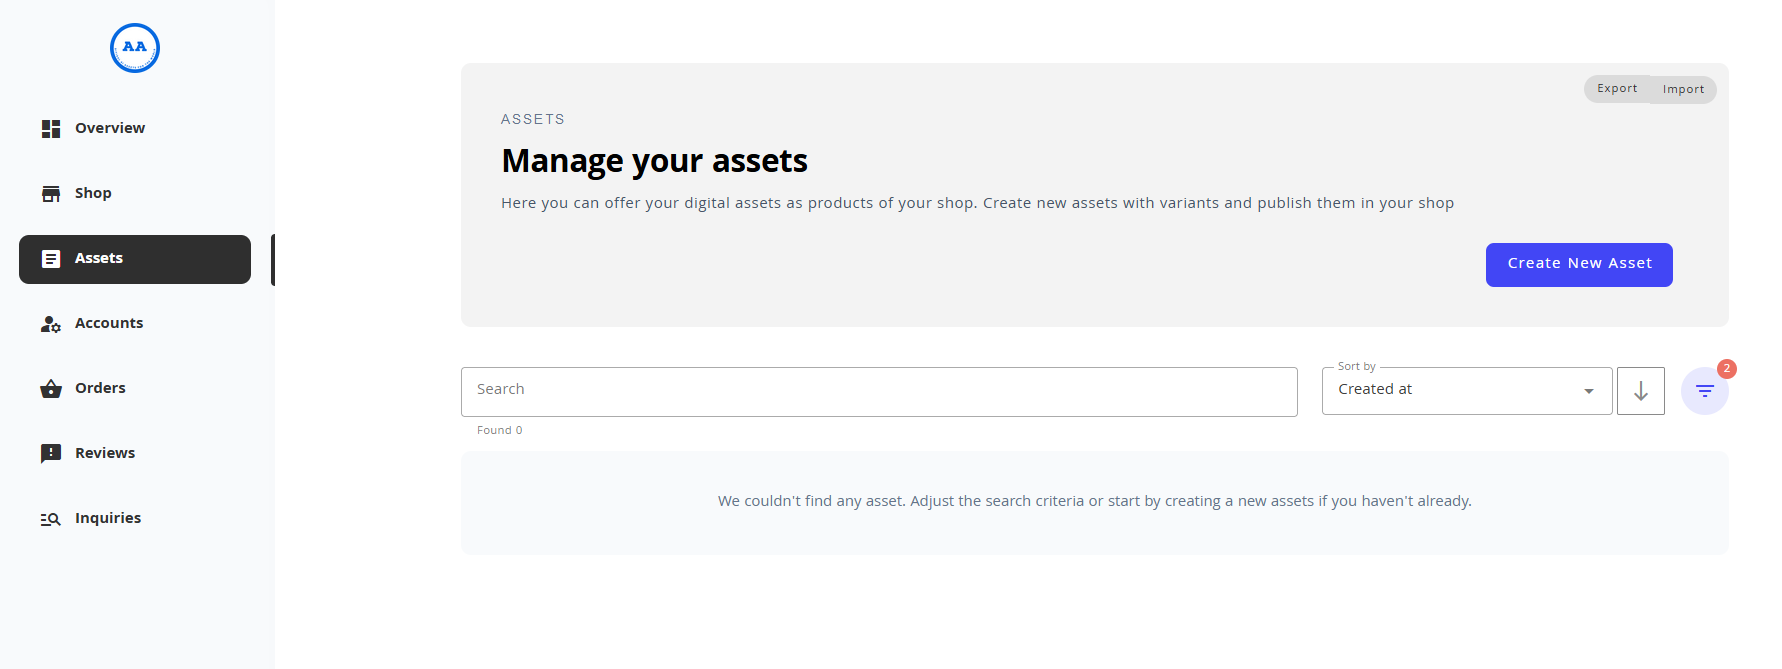 AA
Overview
Shop
Assets
Accounts
Orders
Reviews
Inquiries
Export Import
ASSETS
Manage your assets
Here you can offer your digital assets as products of your shop. Create new assets with variants and publish them in your shop
Create New Asset
Search
Sort by
Created at
2
Found 0
We couldn't find any asset. Adjust the search criteria or start by creating a new assets if you haven't already.